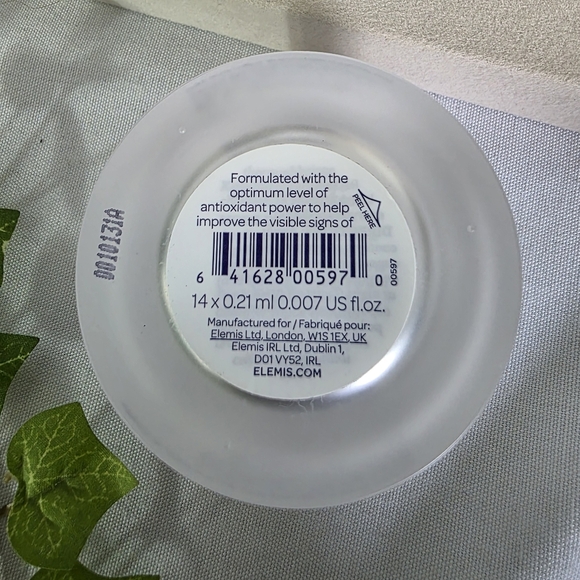 Formulated with the
optimum level of
antioxidant power to help
improve the visible signs of
PEEL HERE
6 41628 00597 0
00597
14 x 0.21 ml 0.007 US fl.oz.
Manufactured for / Fabriqué pour:
Elemis Ltd, London, W1S 1EX, UK
Elemis IRL Ltd, Dublin 1,
D01 VY52, IRL
ELEMIS.COM
0010131A